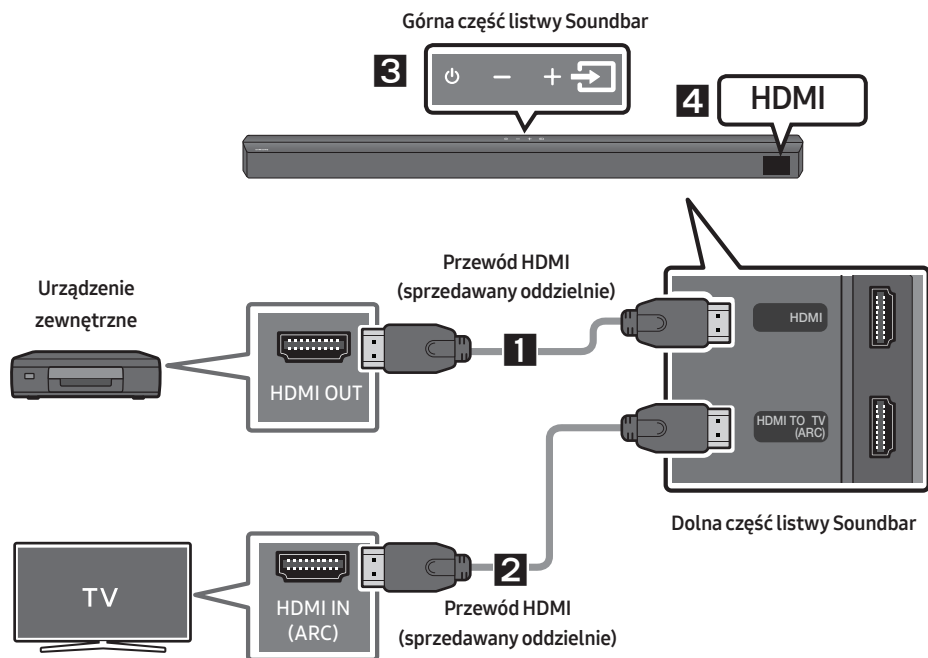 Górna część listwy Soundbar
3
4
HDMI
Urządzenie
zewnętrzne
Przewód HDMI
(sprzedawany oddzielnie)
HDMI OUT
1
HDMI
HDMI TO TV
(ARC)
Dolna część listwy Soundbar
TV
HDMI IN
(ARC)
2
Przewód HDMI
(sprzedawany oddzielnie)